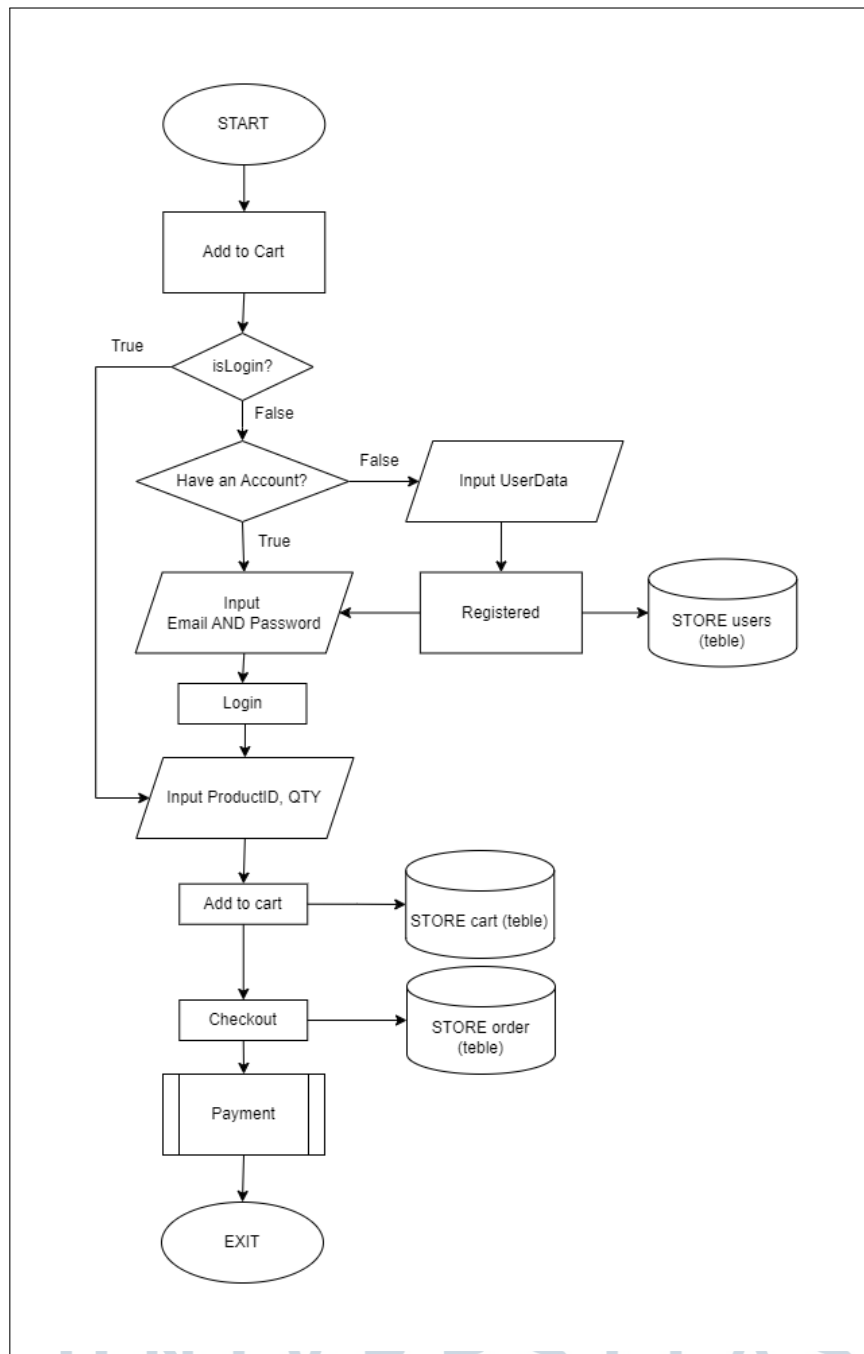 START
Add to Cart
True
isLogin?
False
Have an Account?
False
Input UserData
True
Input
Email AND Password
Registered
STORE users
(teble)
Login
Input ProductID, QTY
Add to cart
STORE cart (teble)
Checkout
STORE order
(teble)
Payment
EXIT